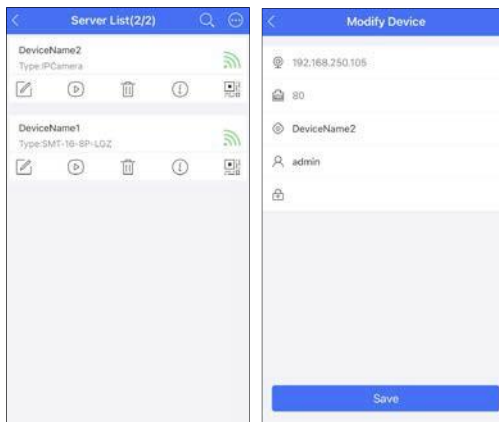 Server List(2/2)
DeviceName2
Type:IPCamera
DeviceName1
Type:SMT-16-8P-LGZ
Modify Device
192.168.250.105
80
DeviceName2
admin
Save